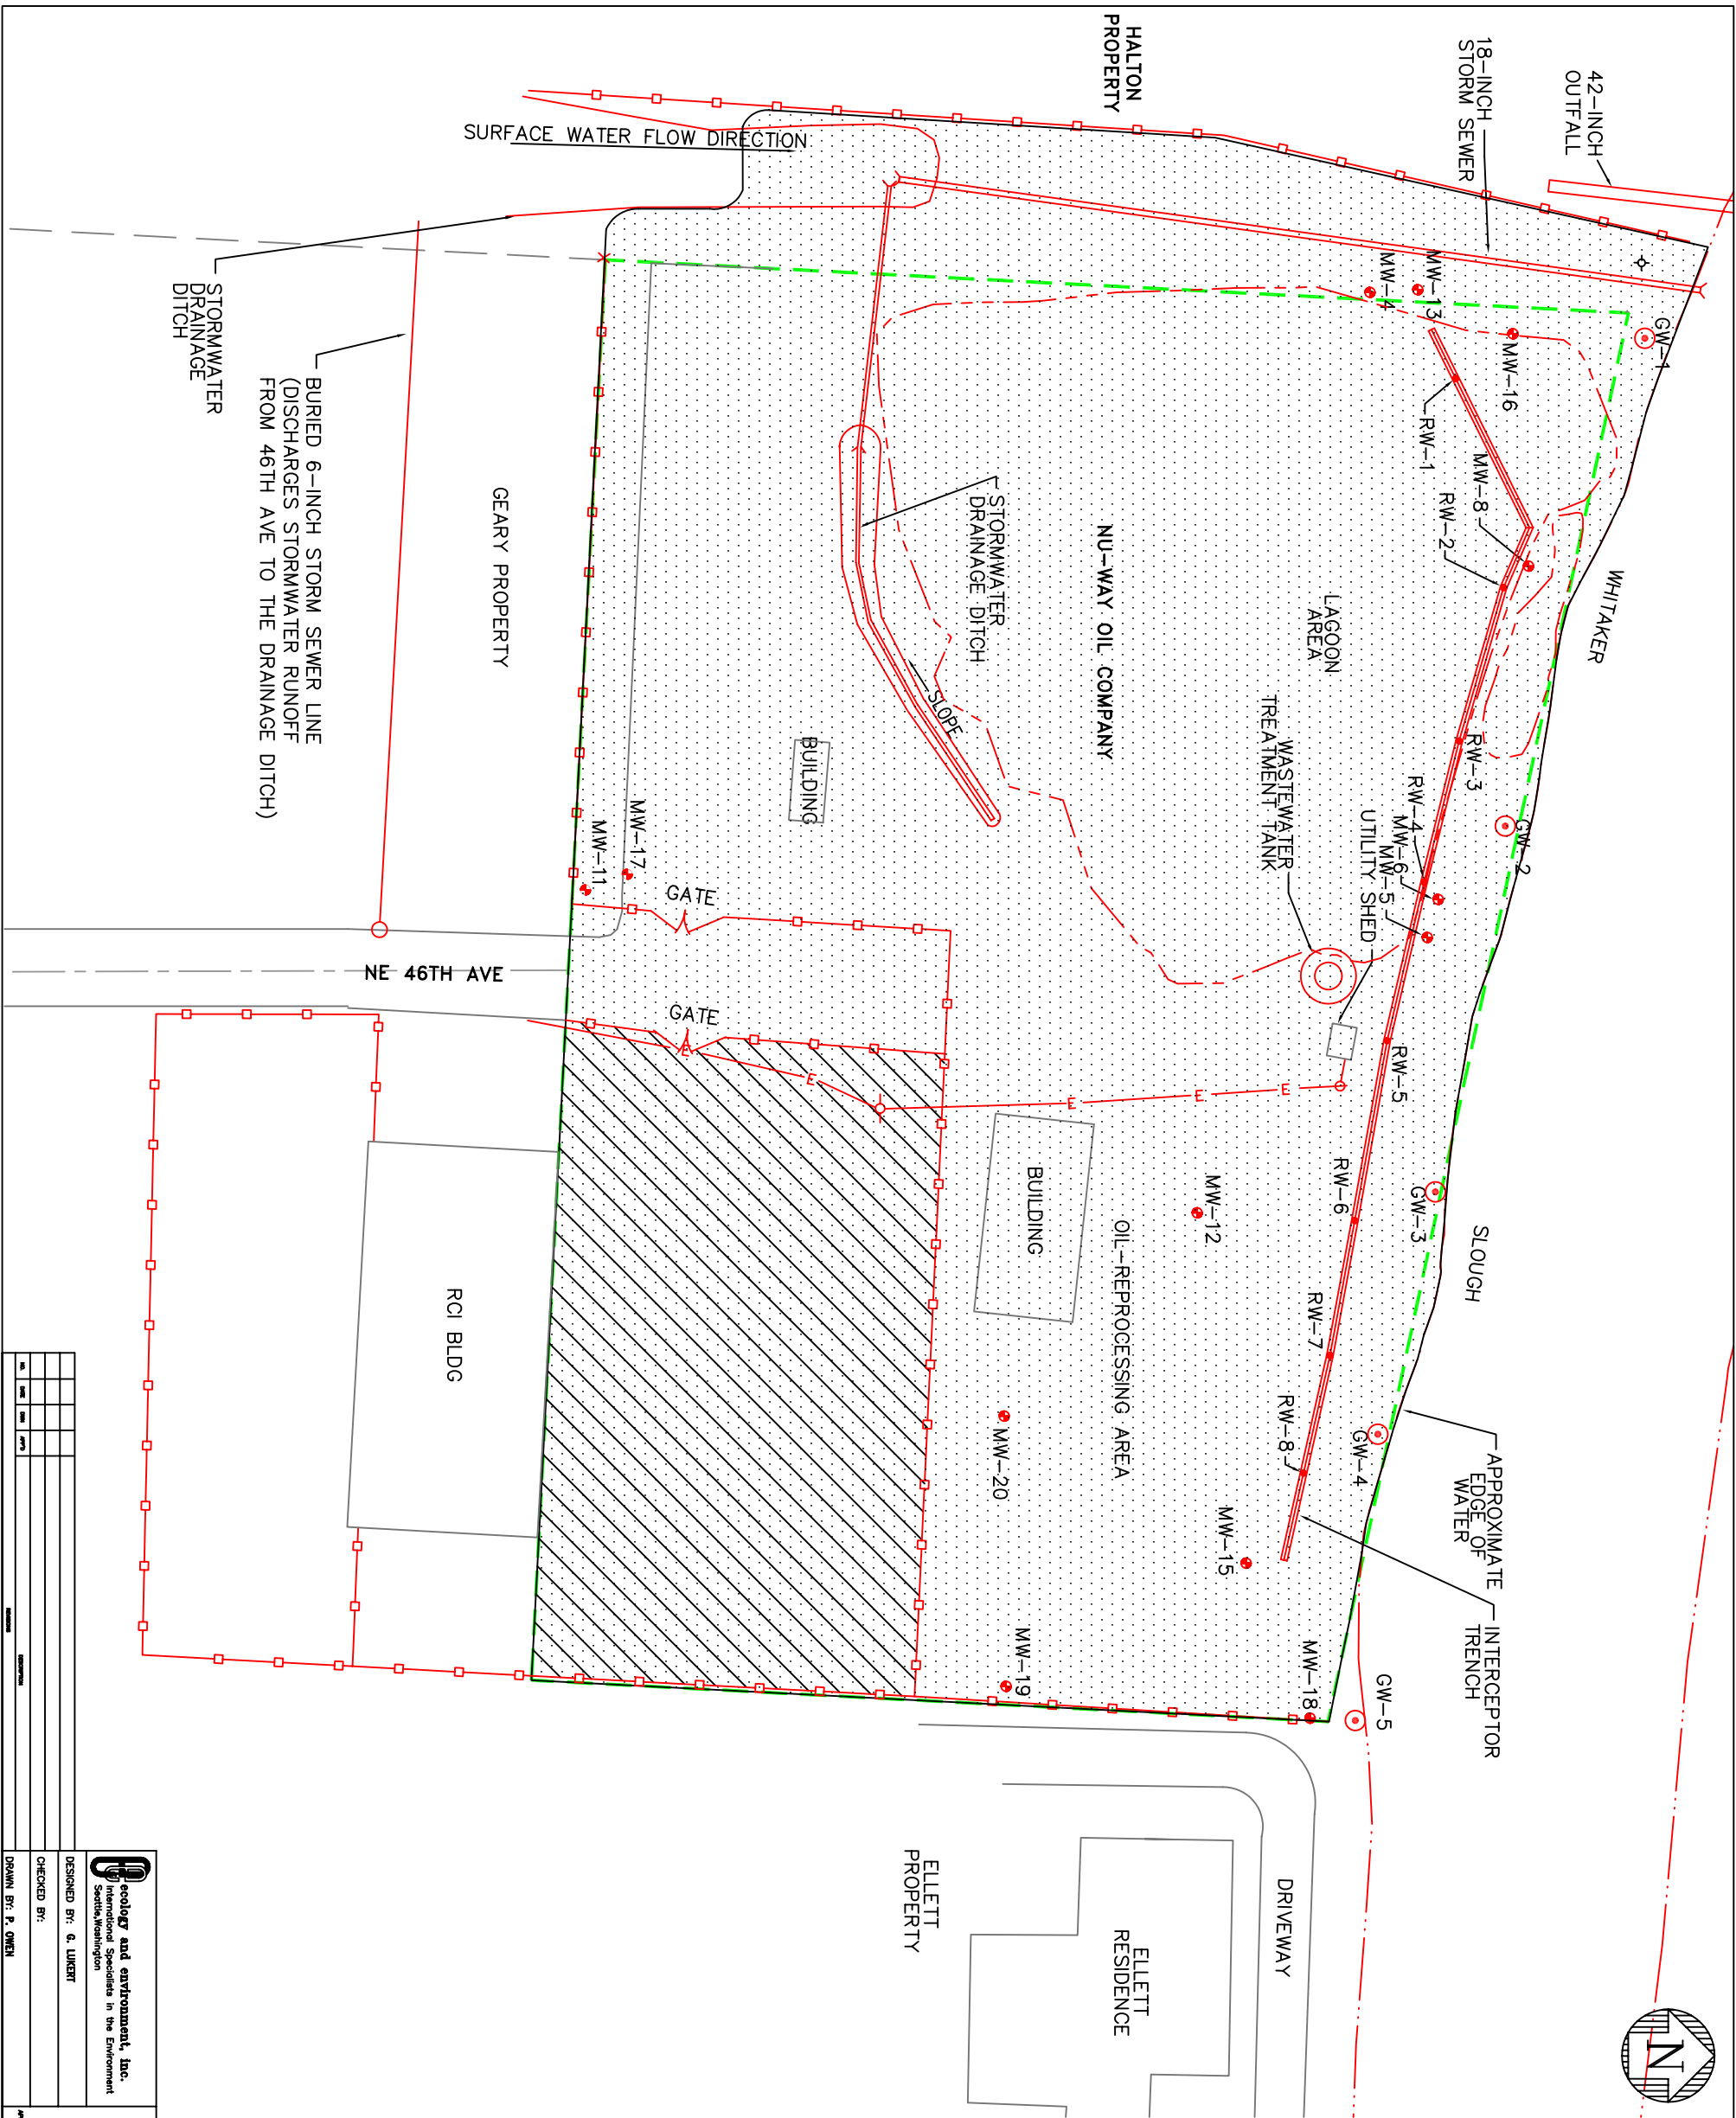 42-INCH
OUTFALL
18-INCH
STORM SEWER
HALTON
PROPERTY
SURFACE WATER FLOW DIRECTION
STORMWATER
DRAINAGE
DITCH
BURIED 6-INCH STORM SEWER LINE
(DISCHARGES STORMWATER RUNOFF
FROM 46TH AVE TO THE DRAINAGE DITCH)
GEARY PROPERTY
GW-1
MW-13
MW-4
MW-16
RW-1
MW-8
RW-2
WHITAKER
LAGOON
AREA
NU-WAY OIL COMPANY
STORMWATER
DRAINAGE DITCH
SLOPE
BUILDING
WASTEWATER
TREATMENT TANK
RW-3
GW-2
RW-4
MW-6
MW-5
UTILITY SHED
MW-17
MW-11
GATE
NE 46TH AVE
GATE
E
E
E
E
E
RW-5
RW-6
GW-3
SLOUGH
MW-12
BUILDING
OIL-REPROCESSING AREA
RCI BLDG
RW-7
RW-8
GW-4
APPROXIMATE
EDGE OF
WATER
INTERCEPTOR
TRENCH
MW-20
MW-15
MW-19
MW-18
GW-5
DRIVEWAY
ELLETT
PROPERTY
ELLETT
RESIDENCE
N
ecology and environment, inc.
International Specialists in the Environment
Seattle, Washington
DESIGNED BY: G. LUKERT
CHECKED BY:
DRAWN BY: P. OWEN
NO.
DATE
DESCRIPTION
REVISIONS